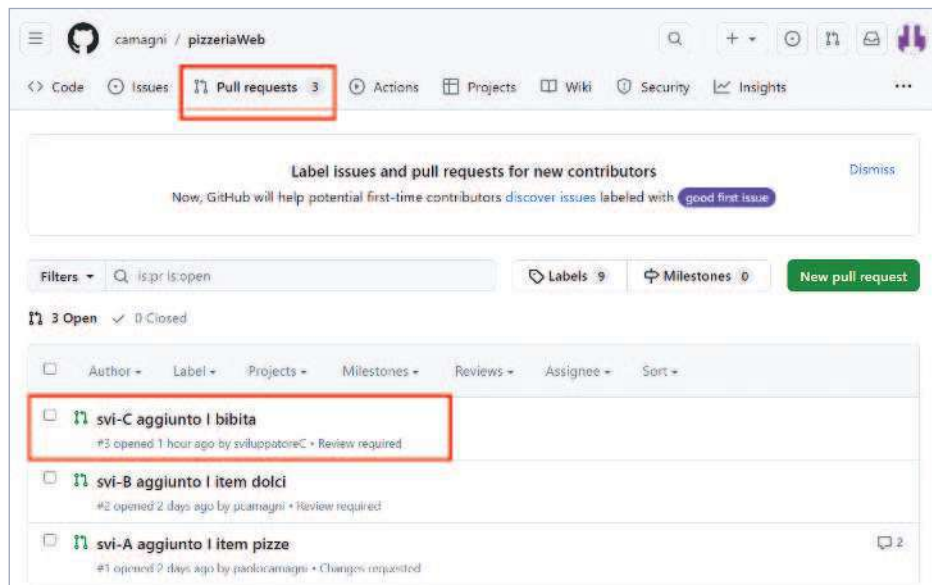 camagni / pizzeriaWeb
Code Issues Pull requests 3 Actions Projects Wiki Security Insights
Label issues and pull requests for new contributors
Dismiss
Now, GitHub will help potential first-time contributors discover issues labeled with good first issue
Filters is:pr is:open Labels 9 Milestones 0 New pull request
3 Open 0 Closed
Author Label Projects Milestones Reviews Assignee Sort
svi-C aggiunto I bibita
#3 opened 1 hour ago by sviluppatoreC • Review required
svi-B aggiunto I item dolci
#2 opened 2 days ago by pcamagni • Review required
svi-A aggiunto I item pizze
2
#1 opened 2 days ago by paolocamagni • Changes requested